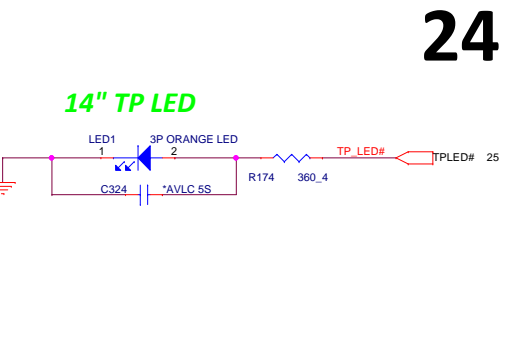 24
14" TP LED
LED1 3P ORANGE LED
1 2
TP_LED# TPLED# 25
R174 360_4
C324 *AVLC 5S